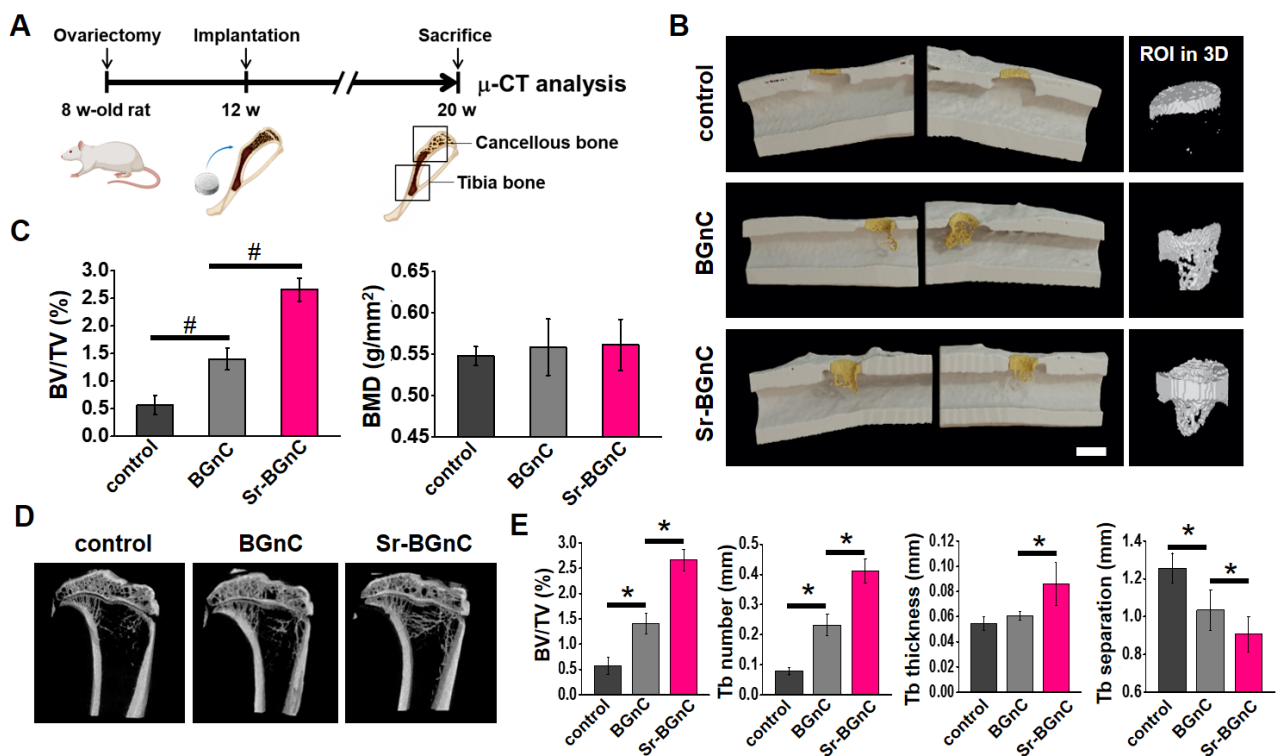 A
Ovariectomy
Implantation
Sacrifice
μ-CT analysis
8 w-old rat
12 w
20 w
Cancellous bone
Tibia bone
B
ROI in 3D
control
BGnC
Sr-BGnC
C
BV/TV (%)
3.0
2.5
2.0
1.5
1.0
0.5
0.0
#
#
control
BGnC
Sr-BGnC
BMD (g/mm²)
0.65
0.60
0.55
0.50
0.45
control
BGnC
Sr-BGnC
D
control
BGnC
Sr-BGnC
E
BV/TV (%)
3.0
2.5
2.0
1.5
1.0
0.5
0.0
*
*
control
BGnC
Sr-BGnC
Tb number (mm)
0.5
0.4
0.3
0.2
0.1
0.0
*
*
control
BGnC
Sr-BGnC
Tb thickness (mm)
0.12
0.10
0.08
0.06
0.04
0.02
0.00
*
control
BGnC
Sr-BGnC
Tb separation (mm)
1.4
1.2
1.0
0.8
0.6
*
*
control
BGnC
Sr-BGnC